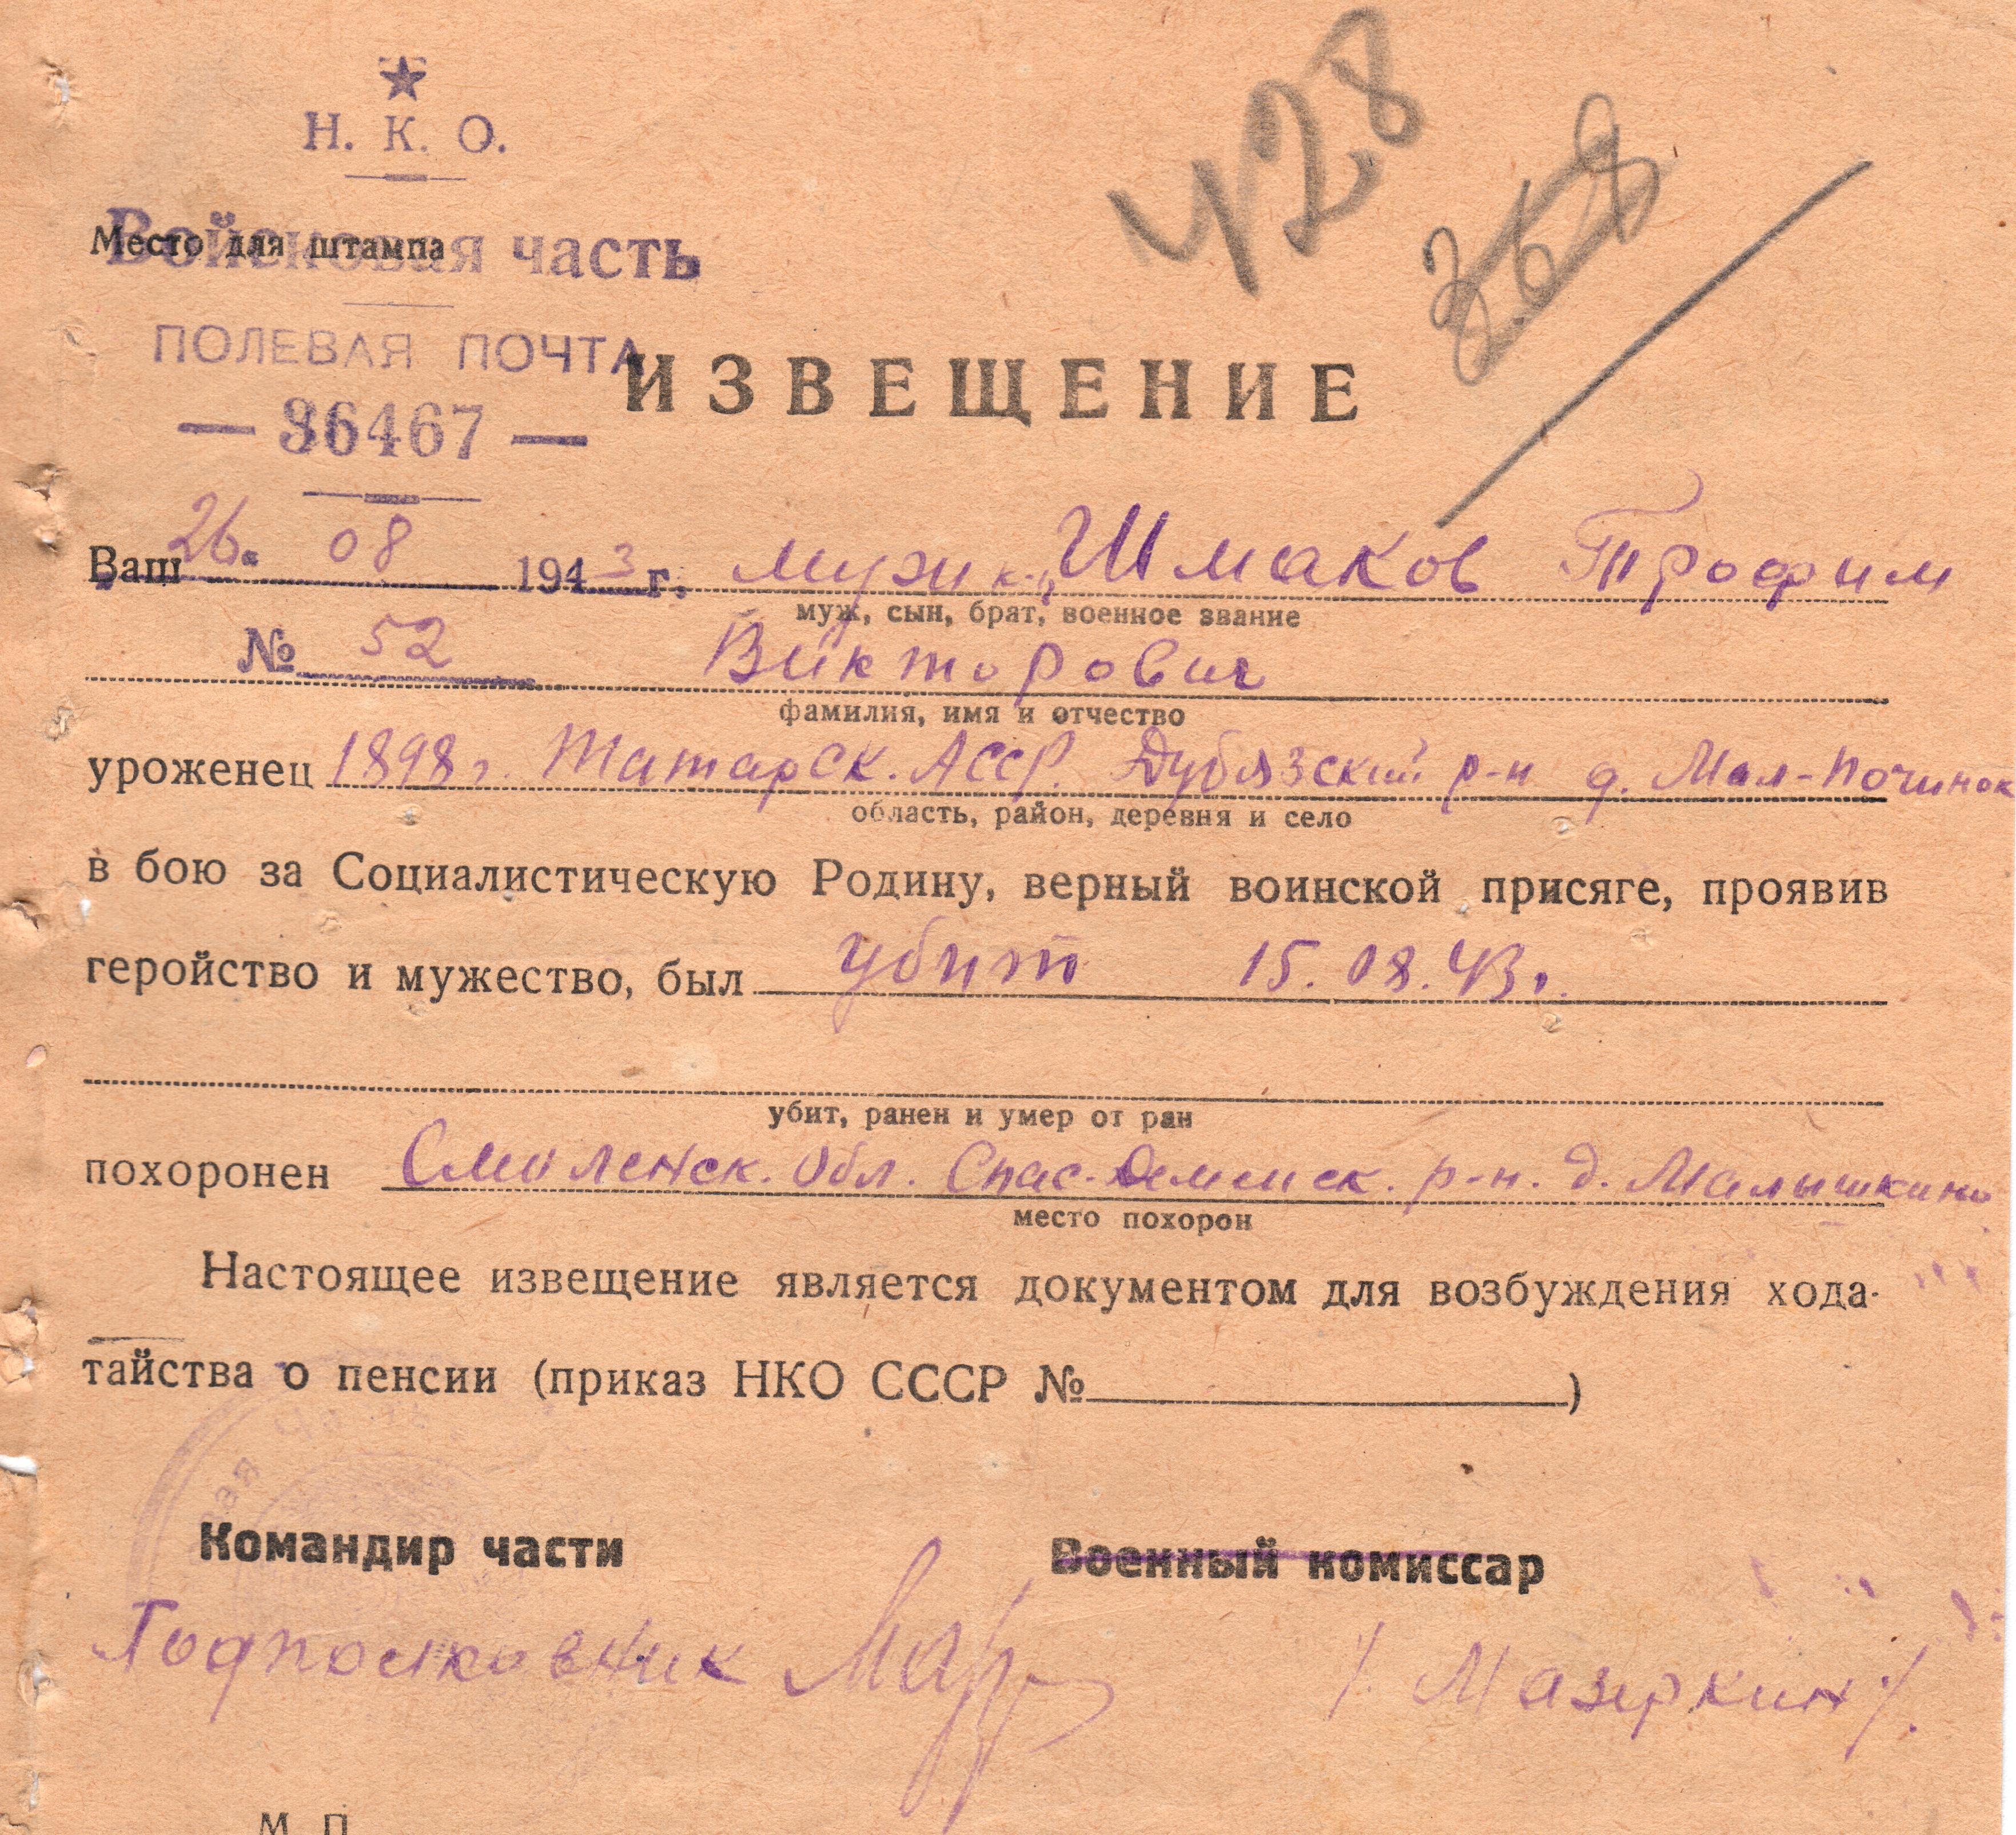 428
368
Н. К. О.
Место для штампа
Войсковая часть
ПОЛЕВАЯ ПОЧТА
— 36467 —
ИЗВЕЩЕНИЕ
26. 08 1943 г.
Ваш муж к-ц Шмаков Трофим
муж, сын, брат, военное звание
№ 52
Викторович
фамилия, имя и отчество
уроженец 1898 г. Татарск. АССР. Дубязский р-н д. Мал-Починок
область, район, деревня и село
в бою за Социалистическую Родину, верный воинской присяге, проявив
геройство и мужество, был убит 15.08.43 г.
убит, ранен и умер от ран
похоронен Смоленск. Обл. Спас-Деменск. р-н. д. Малышкино
место похорон
Настоящее извещение является документом для возбуждения хода-
тайства о пенсии (приказ НКО СССР № )
Командир части Военный комиссар
Подполковник /Мазуркин/.
М П